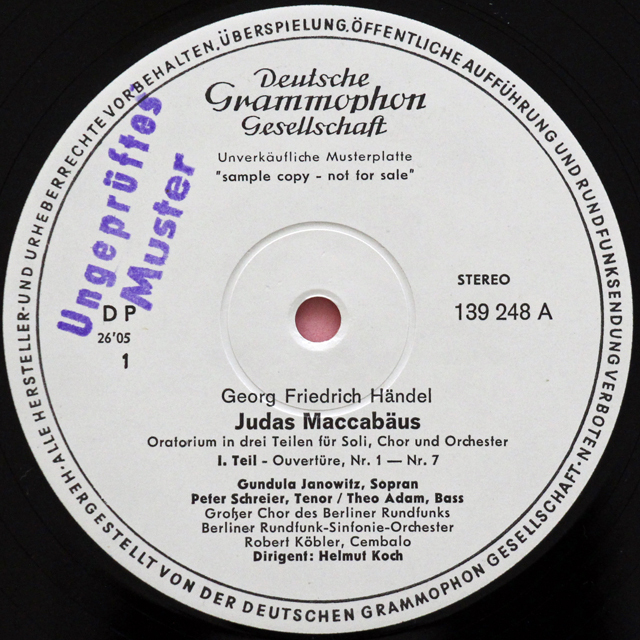 HERGESTELLT VON DER DEUTSCHEN GRAMMOPHON GESELLSCHAFT · ALLE HERSTELLER- UND URHEBERRECHTE VORBEHALTEN, ÜBERSPIELUNG, ÖFFENTLICHE AUFFÜHRUNG UND RUNDFUNKSENDUNG VERBOTEN ·
Deutsche
Grammophon
Gesellschaft
Unverkäufliche Musterplatte
"sample copy - not for sale"
Ungeprüftes
Muster
STEREO
D P
139 248 A
26'05
1
Georg Friedrich Händel
Judas Maccabäus
Oratorium in drei Teilen für Soli, Chor und Orchester
I. Teil - Ouvertüre, Nr. 1 — Nr. 7
Gundula Janowitz, Sopran
Peter Schreier, Tenor / Theo Adam, Bass
Großer Chor des Berliner Rundfunks
Berliner Rundfunk-Sinfonie-Orchester
Robert Köbler, Cembalo
Dirigent: Helmut Koch